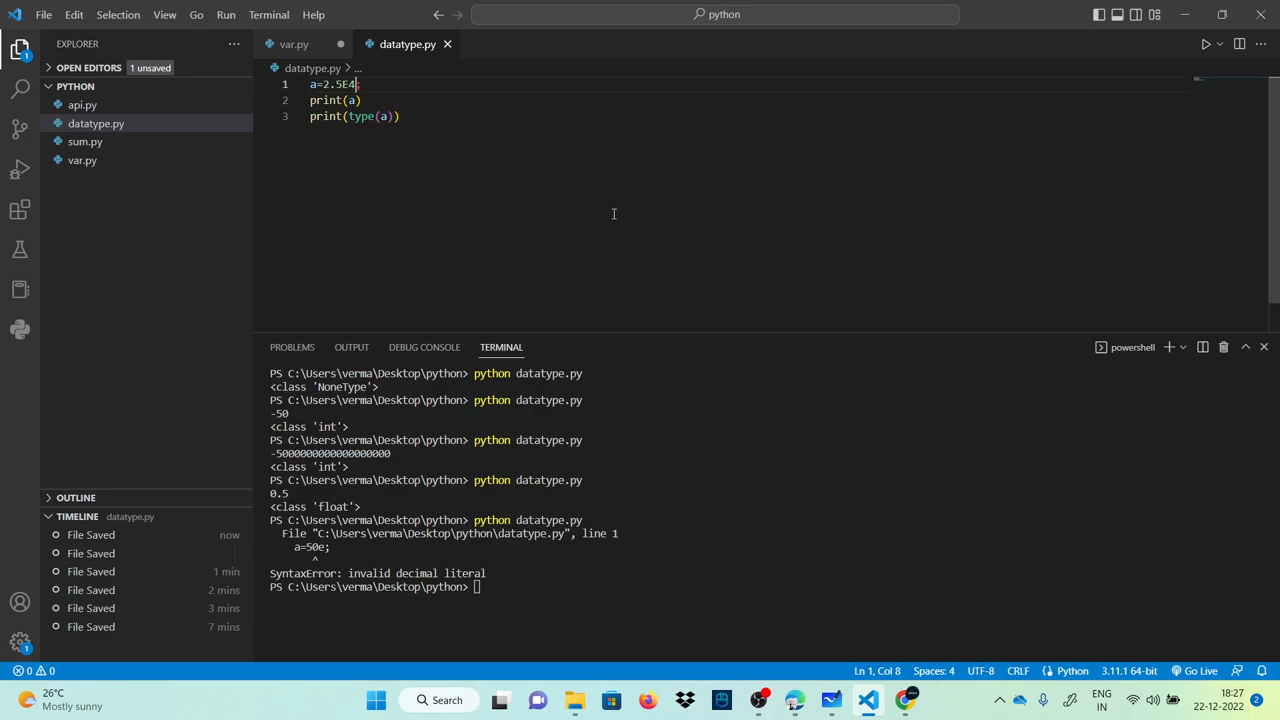 File Edit Selection View Go Run Terminal Help
python
EXPLORER
var.py
datatype.py
OPEN EDITORS 1 unsaved
datatype.py > ...
PYTHON
api.py
datatype.py
sum.py
var.py
1 a=2.5E4;
2 print(a)
3 print(type(a))
PROBLEMS OUTPUT DEBUG CONSOLE TERMINAL
powershell
PS C:\Users\verma\Desktop\python> python datatype.py
<class 'NoneType'>
PS C:\Users\verma\Desktop\python> python datatype.py
-50
<class 'int'>
PS C:\Users\verma\Desktop\python> python datatype.py
-5000000000000000000
<class 'int'>
PS C:\Users\verma\Desktop\python> python datatype.py
0.5
<class 'float'>
PS C:\Users\verma\Desktop\python> python datatype.py
File "C:\Users\verma\Desktop\python\datatype.py", line 1
a=50e;
^
SyntaxError: invalid decimal literal
PS C:\Users\verma\Desktop\python>
OUTLINE
TIMELINE datatype.py
File Saved now
File Saved
File Saved 1 min
File Saved 2 mins
File Saved 3 mins
File Saved 7 mins
1
1
0 0
Ln 1, Col 8 Spaces: 4 UTF-8 CRLF Python 3.11.1 64-bit Go Live
26°C
Mostly sunny
Search
ENG
IN
18:27
22-12-2022
2